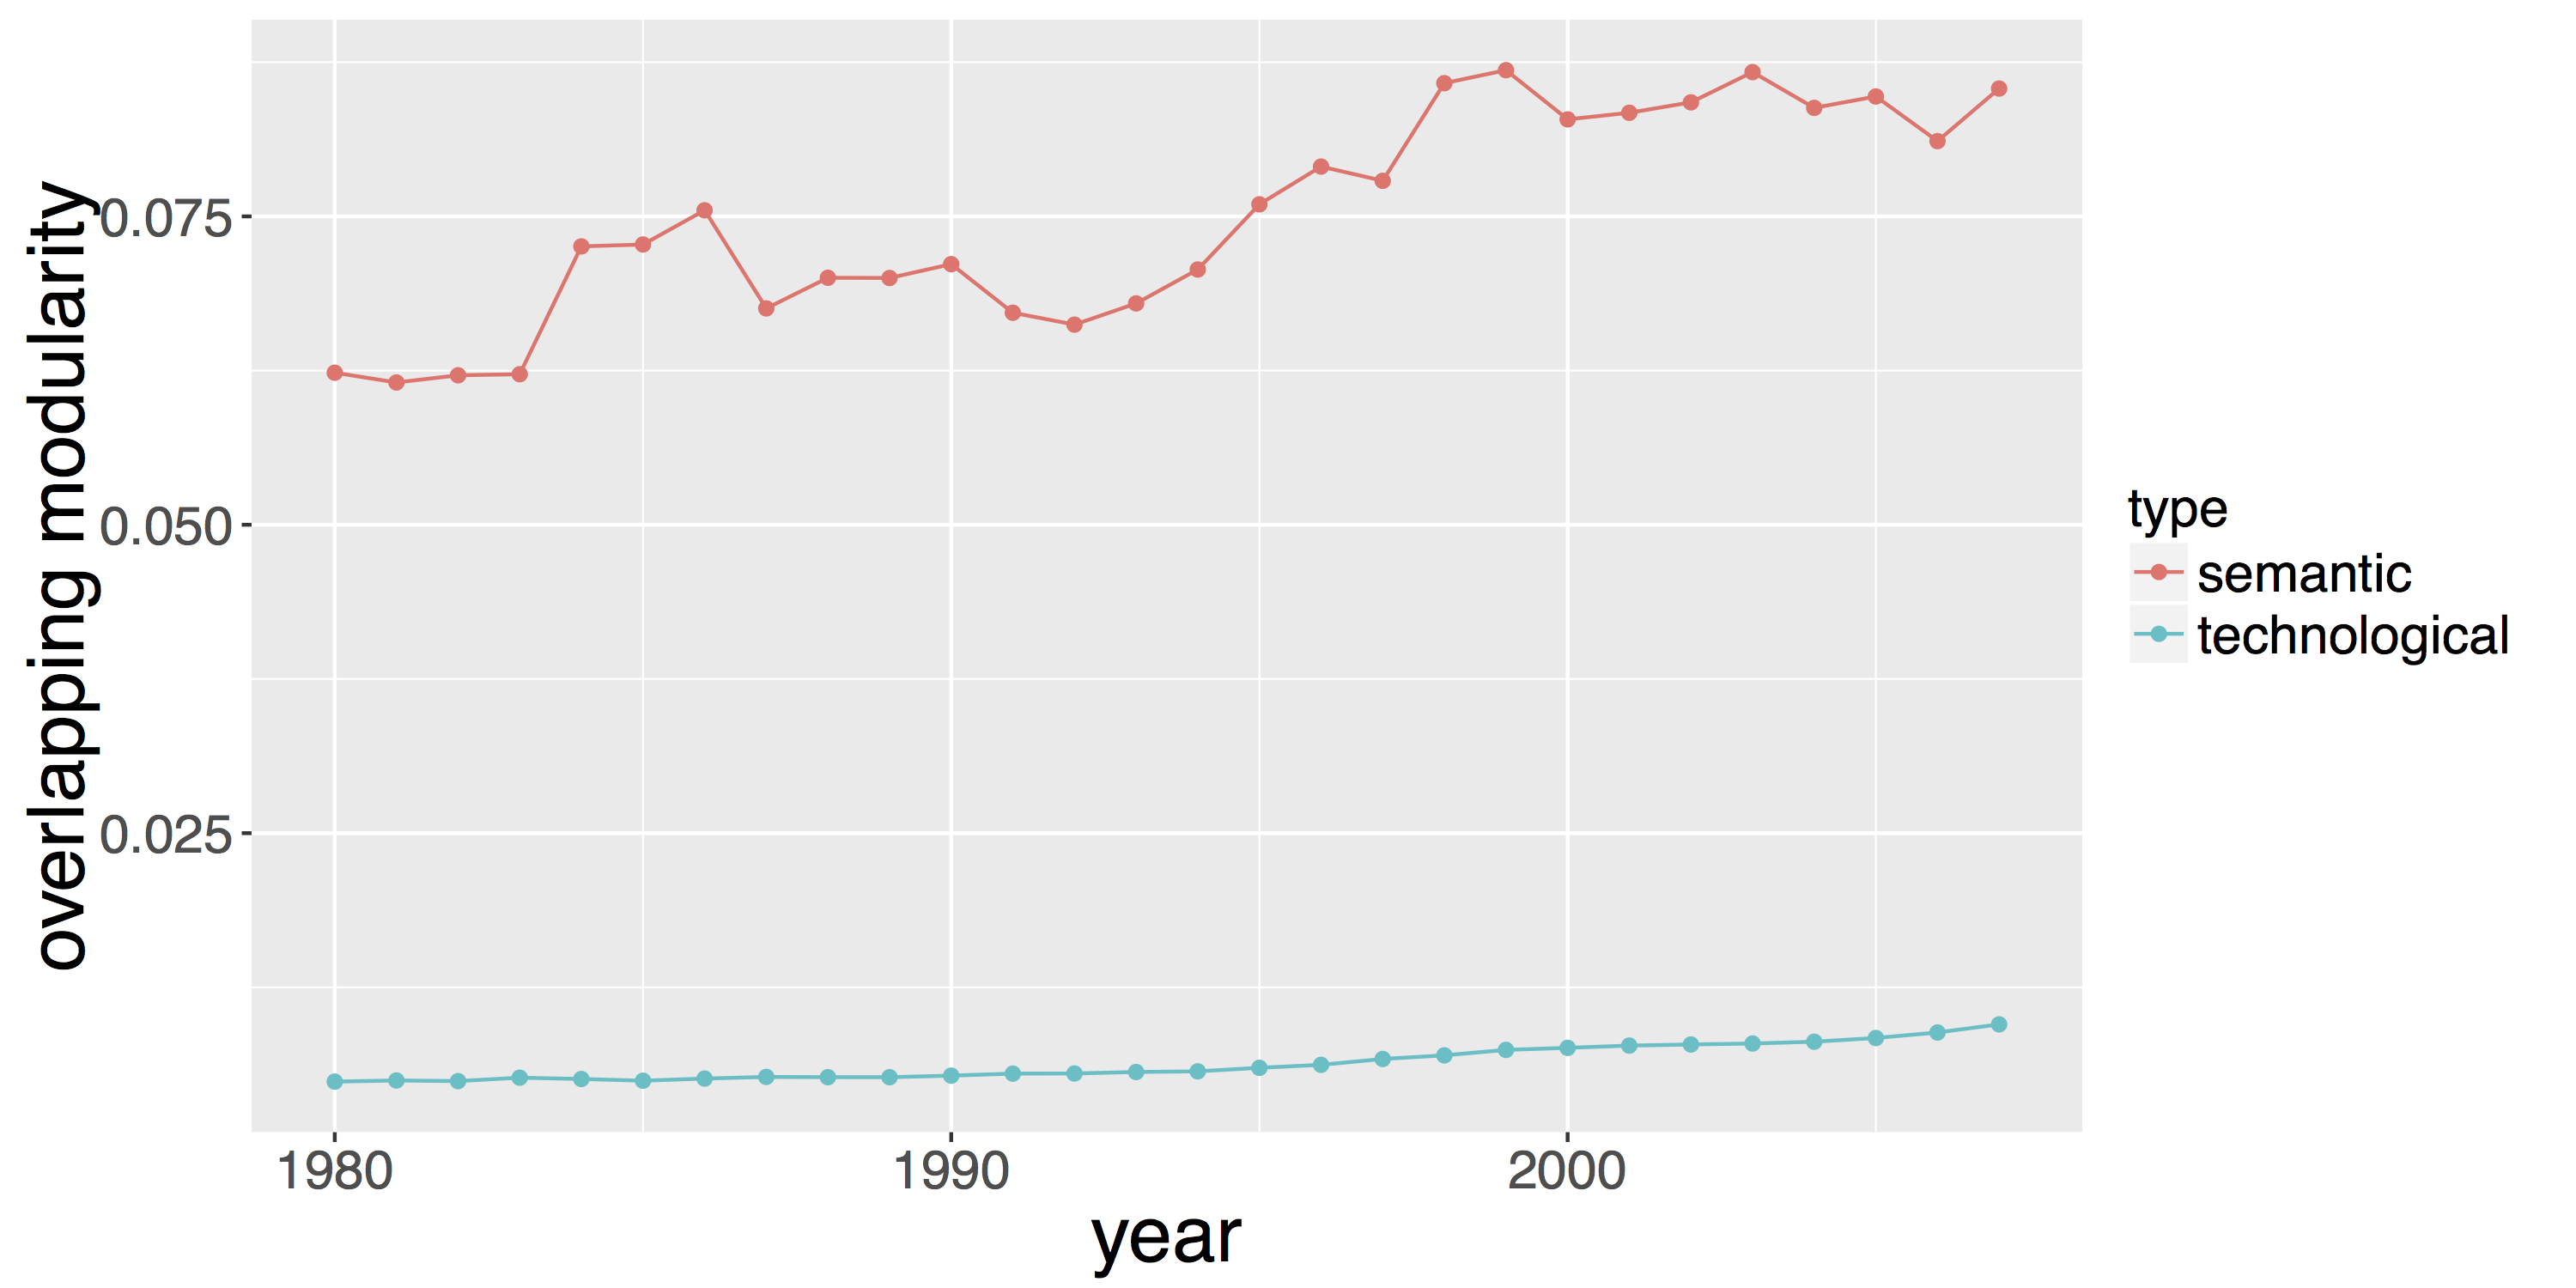 overlapping modularity
0.075
0.050
0.025
1980 1990 2000
year
type
semantic
technological